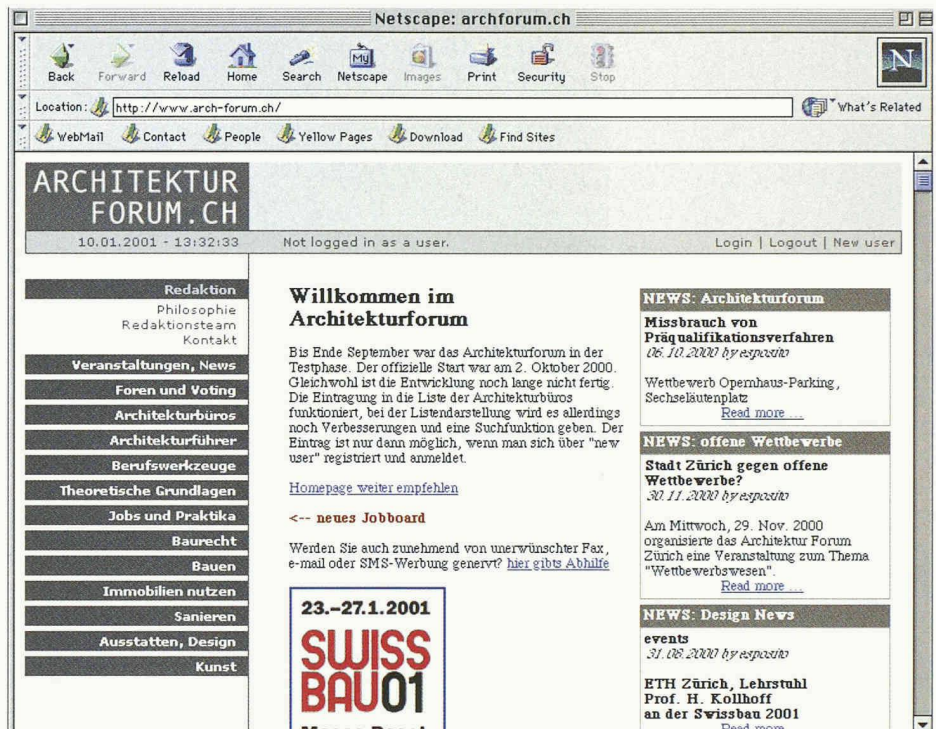 Netscape: archforum.ch
Back Forward Reload Home Search Netscape Images Print Security Stop
My
N
Location: http://www.arch-forum.ch/ What's Related
WebMail Contact People Yellow Pages Download Find Sites
ARCHITEKTUR
FORUM.CH
10.01.2001 - 13:32:33 Not logged in as a user. Login | Logout | New user
Redaktion
Philosophie
Redaktionsteam
Kontakt
Veranstaltungen, News
Foren und Voting
Architekturbüros
Architekturführer
Berufswerkzeuge
Theoretische Grundlagen
Jobs und Praktika
Baurecht
Bauen
Immobilien nutzen
Sanieren
Ausstatten, Design
Kunst
Willkommen im
Architekturforum
Bis Ende September war das Architekturforum in der
Testphase. Der offizielle Start war am 2. Oktober 2000.
Gleichwohl ist die Entwicklung noch lange nicht fertig.
Die Eintragung in die Liste der Architekturbüros
funktioniert, bei der Listendarstellung wird es allerdings
noch Verbesserungen und eine Suchfunktion geben. Der
Eintrag ist nur dann möglich, wenn man sich über "new
user" registriert und anmeldet.
Homepage weiter empfehlen
<-- neues Jobboard
Werden Sie auch zunehmend von unerwünschter Fax,
e-mail oder SMS-Werbung genervt? hier gibts Abhilfe
23.–27.1.2001
SWISS
BAU01
Messe Basel
NEWS: Architekturforum
Missbrauch von
Präqualifikationsverfahren
06.10.2000 by esposito
Wettbewerb Opernhaus-Parking,
Sechseläutenplatz
Read more ...
NEWS: offene Wettbewerbe
Stadt Zürich gegen offene
Wettbewerbe?
30.11.2000 by esposito
Am Mittwoch, 29. Nov. 2000
organisierte das Architektur Forum
Zürich eine Veranstaltung zum Thema
"Wettbewerbswesen".
Read more ...
NEWS: Design News
events
31.08.2000 by esposito
ETH Zürich, Lehrstuhl
Prof. H. Kollhoff
an der Swissbau 2001
Read more ...